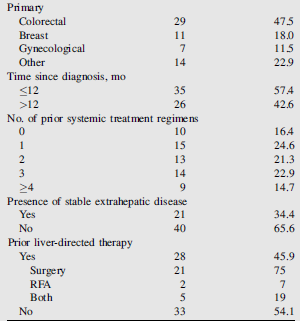 Primary
Colorectal 29 47.5
Breast 11 18.0
Gynecological 7 11.5
Other 14 22.9
Time since diagnosis, mo
≤12 35 57.4
>12 26 42.6
No. of prior systemic treatment regimens
0 10 16.4
1 15 24.6
2 13 21.3
3 14 22.9
≥4 9 14.7
Presence of stable extrahepatic disease
Yes 21 34.4
No 40 65.6
Prior liver-directed therapy
Yes 28 45.9
Surgery 21 75
RFA 2 7
Both 5 19
No 33 54.1